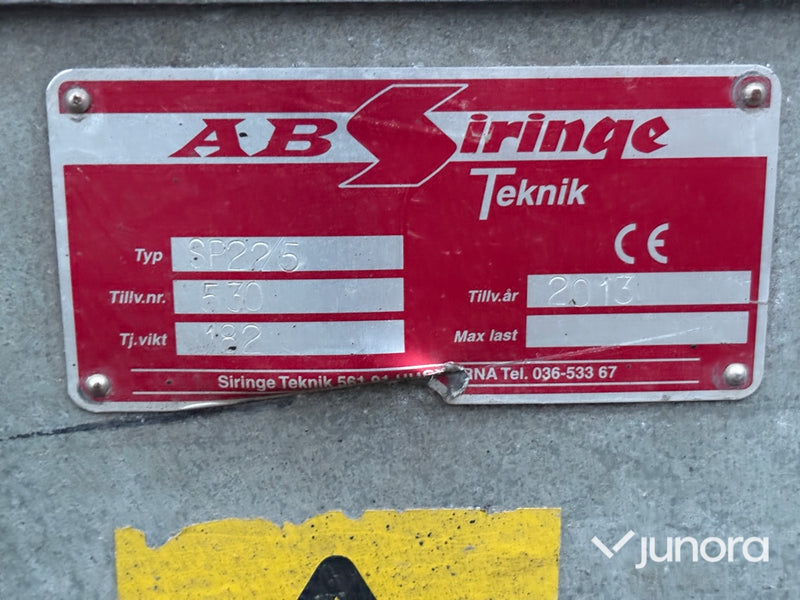 AB Siringe
Teknik
CE
Typ SP225
Tillv.nr. 530
Tillv.år 2013
Tj.vikt 182
Max last
Siringe Teknik 561 91 Tel. 036-533 67
junora